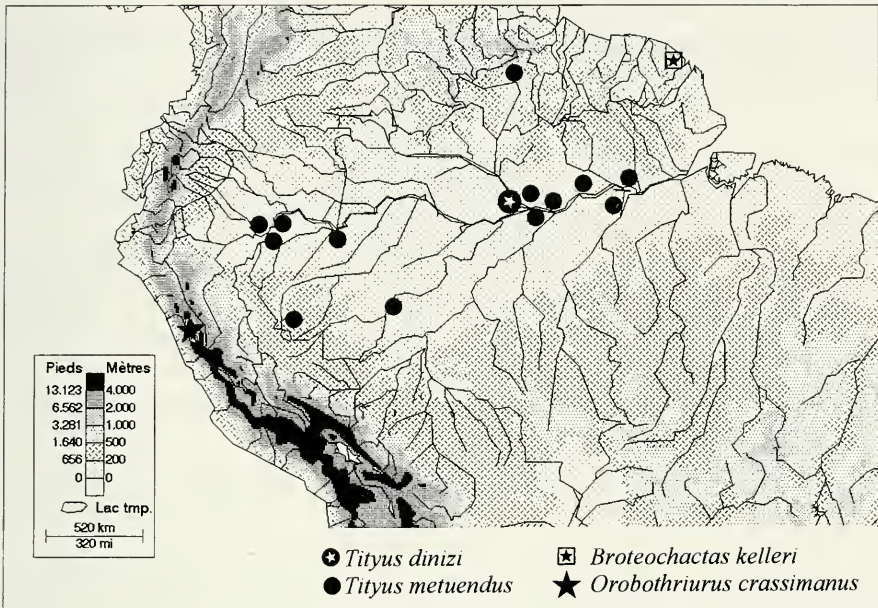 Pieds Mètres
13.123 4.000
6.562 2.000
3.281 1.000
1.640 500
656 200
0 0
Lac tmp.
520 km
320 mi
Tityus dinizi
Tityus metuendus
Broteochactas kelleri
Orobothriurus crassimanus